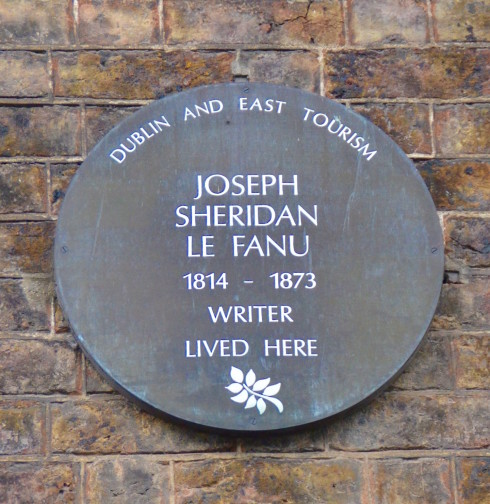 DUBLIN AND EAST TOURISM
JOSEPH
SHERIDAN
LE FANU
1814 - 1873
WRITER
LIVED HERE